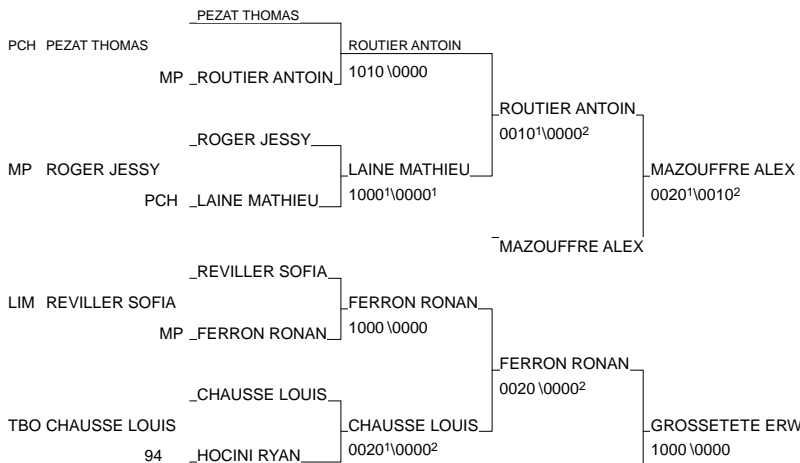 PEZAT THOMAS
PCH PEZAT THOMAS
ROUTIER ANTOIN
MP ROUTIER ANTOIN
1010 \0000
ROUTIER ANTOIN
0010¹\0000²
ROGER JESSY
MP ROGER JESSY
LAINE MATHIEU
MAZOUFFRE ALEX
1000¹\0000¹
0020¹\0010²
PCH LAINE MATHIEU
MAZOUFFRE ALEX
REVILLER SOFIA
LIM REVILLER SOFIA
FERRON RONAN
MP FERRON RONAN
1000 \0000
FERRON RONAN
0020 \0000²
CHAUSSE LOUIS
TBO CHAUSSE LOUIS
CHAUSSE LOUIS
GROSSETETE ERW
0020¹\0000²
1000 \0000
94 HOCINI RYAN